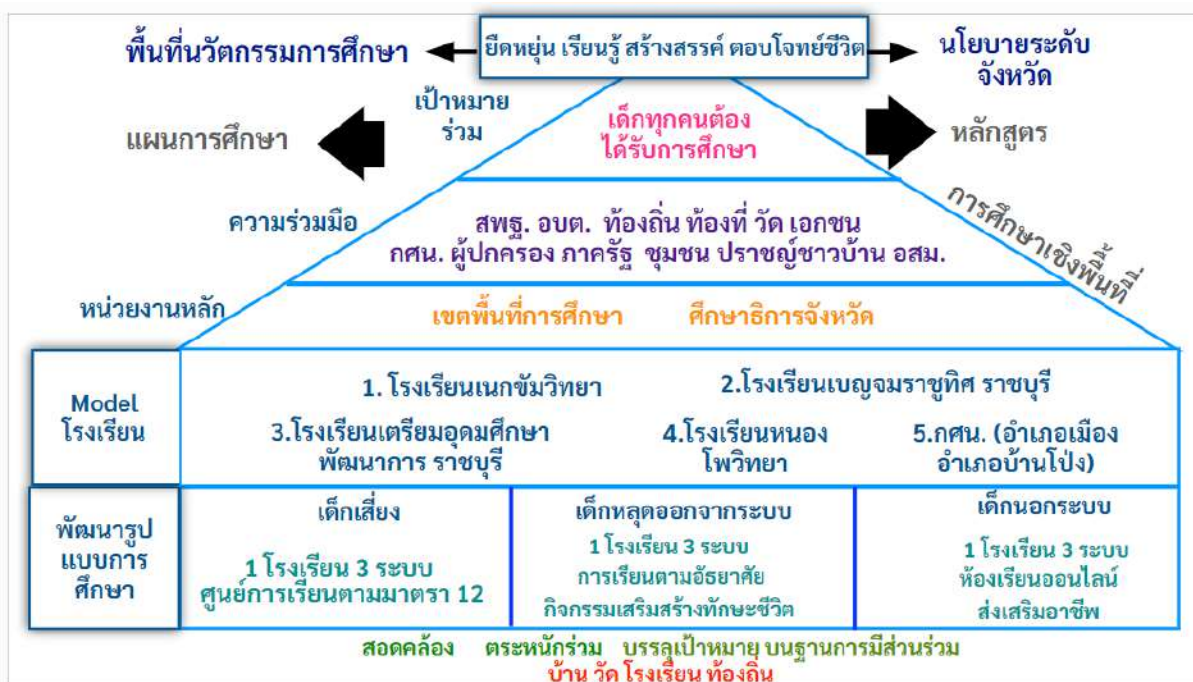 ยืดหยุ่น เรียนรู้ สร้างสรรค์ ตอบโจทย์ชีวิต
พื้นที่นวัตกรรมการศึกษา
นโยบายระดับ
จังหวัด
เป้าหมาย
ร่วม
แผนการศึกษา
เด็กทุกคนต้อง
ได้รับการศึกษา
หลักสูตร
การศึกษาเชิงพื้นที่
ความร่วมมือ
สพฐ. อบต. ท้องถิ่น ท้องที่ วัด เอกชน
กศน. ผู้ปกครอง ภาครัฐ ชุมชน ปราชญ์ชาวบ้าน อสม.
หน่วยงานหลัก
เขตพื้นที่การศึกษา ศึกษาธิการจังหวัด
Model
โรงเรียน
1. โรงเรียนเนกขัมวิทยา
2.โรงเรียนเบญจมราชูทิศ ราชบุรี
3.โรงเรียนเตรียมอุดมศึกษา
พัฒนาการ ราชบุรี
4.โรงเรียนหนอง
โพวิทยา
5.กศน. (อำเภอเมือง
อำเภอบ้านโป่ง)
พัฒนารูป
แบบการ
ศึกษา
เด็กเสี่ยง
1 โรงเรียน 3 ระบบ
ศูนย์การเรียนตามมาตรา 12
เด็กหลุดออกจากระบบ
1 โรงเรียน 3 ระบบ
การเรียนตามอัธยาศัย
กิจกรรมเสริมสร้างทักษะชีวิต
เด็กนอกระบบ
1 โรงเรียน 3 ระบบ
ห้องเรียนออนไลน์
ส่งเสริมอาชีพ
สอดคล้อง ตระหนักร่วม บรรลุเป้าหมาย บนฐานการมีส่วนร่วม
บ้าน วัด โรงเรียน ท้องถิ่น